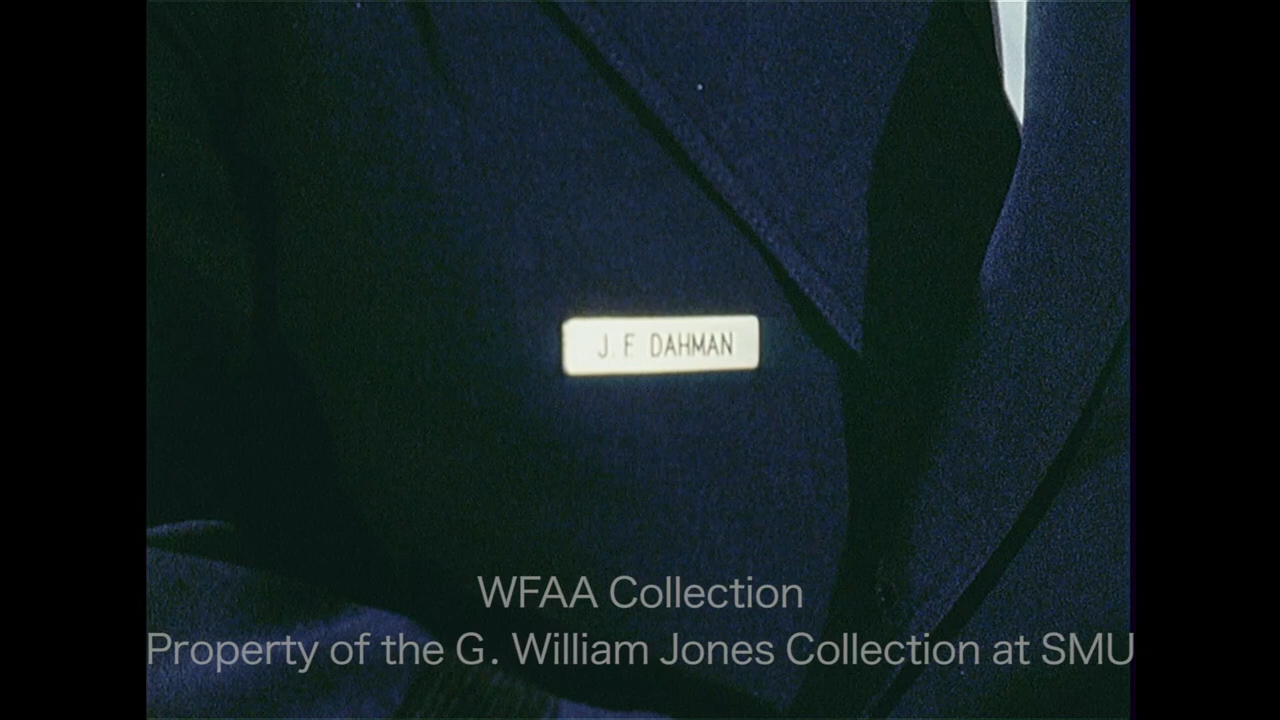 J. F. DAHMAN
WFAA Collection
Property of the G. William Jones Collection at SMU